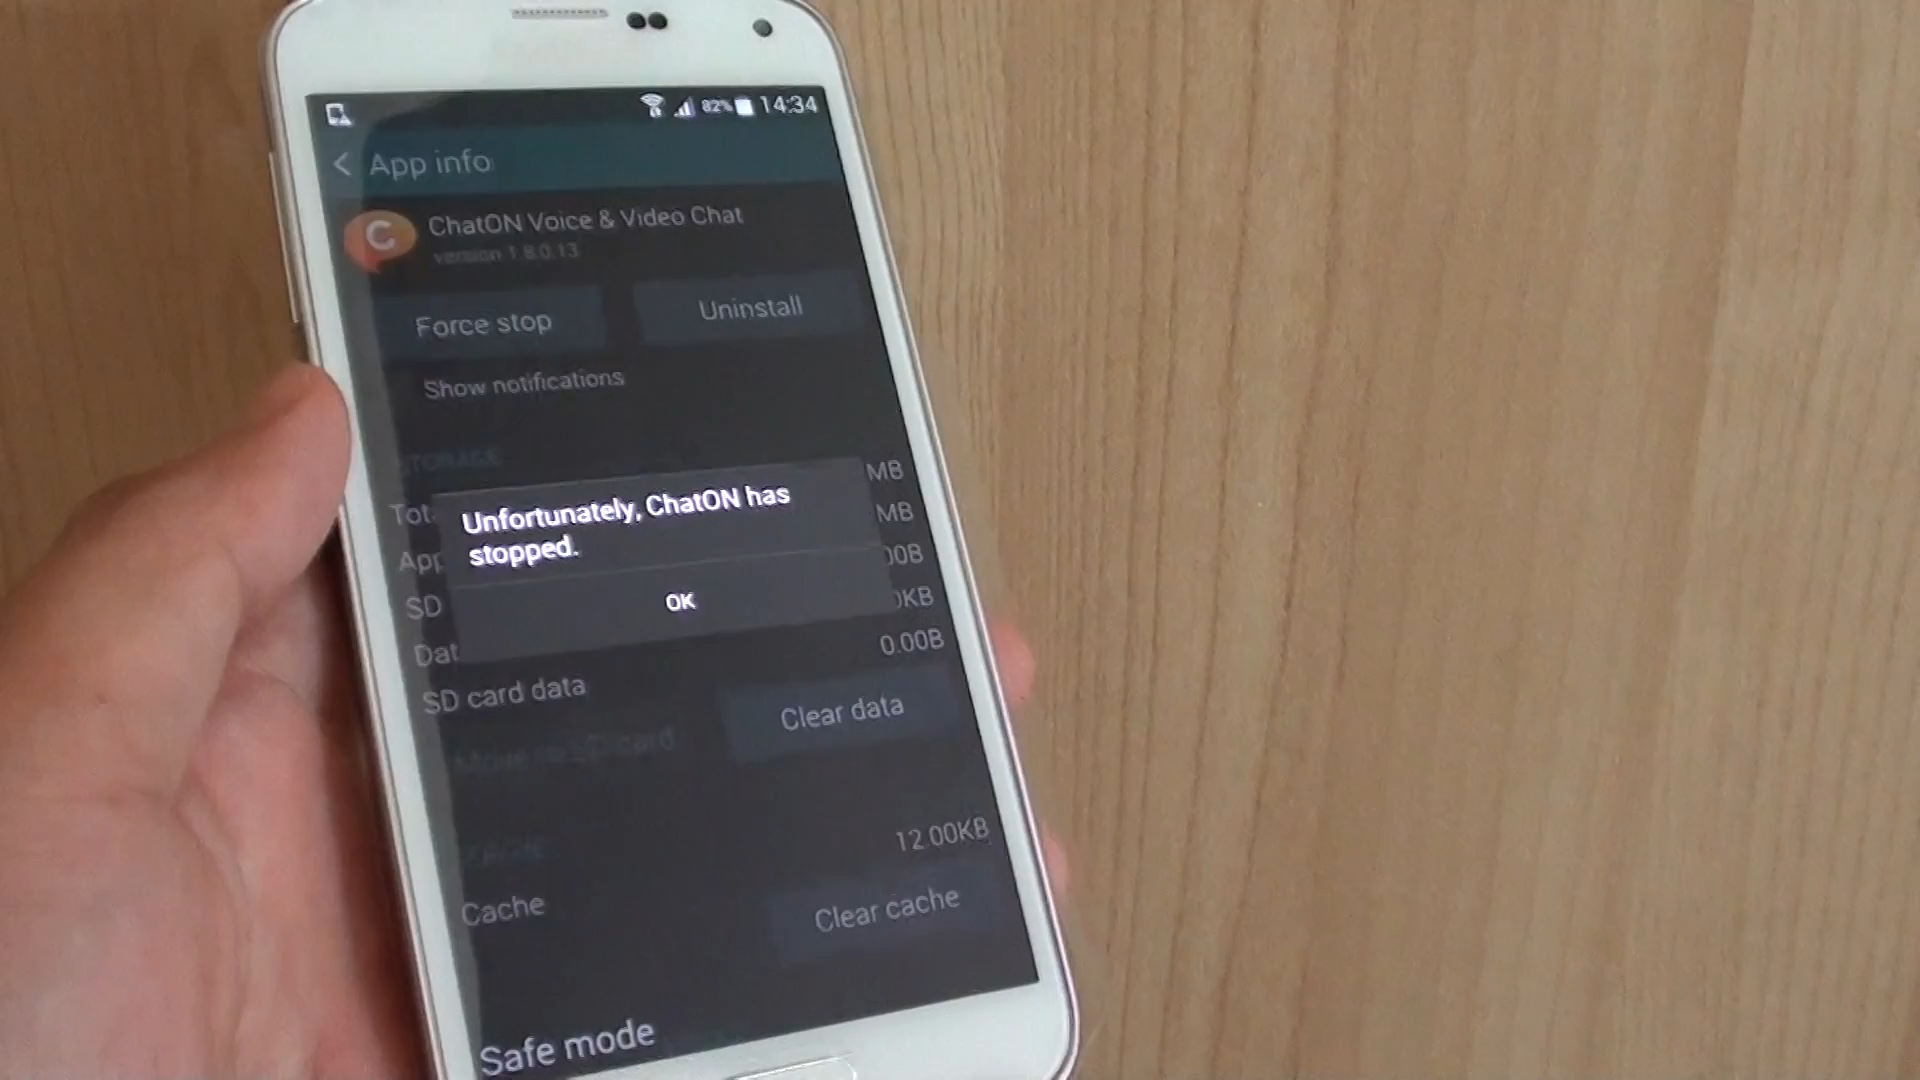 82% 14:34
App info
C
ChatON Voice & Video Chat
version 1.8.0.13
Force stop
Uninstall
Show notifications
STORAGE
MB
Unfortunately, ChatON has
stopped.
Tot
MB
App
00B
SD
0KB
OK
Dat
0.00B
SD card data
Clear data
Move to SD card
CACHE
12.00KB
Cache
Clear cache
Safe mode